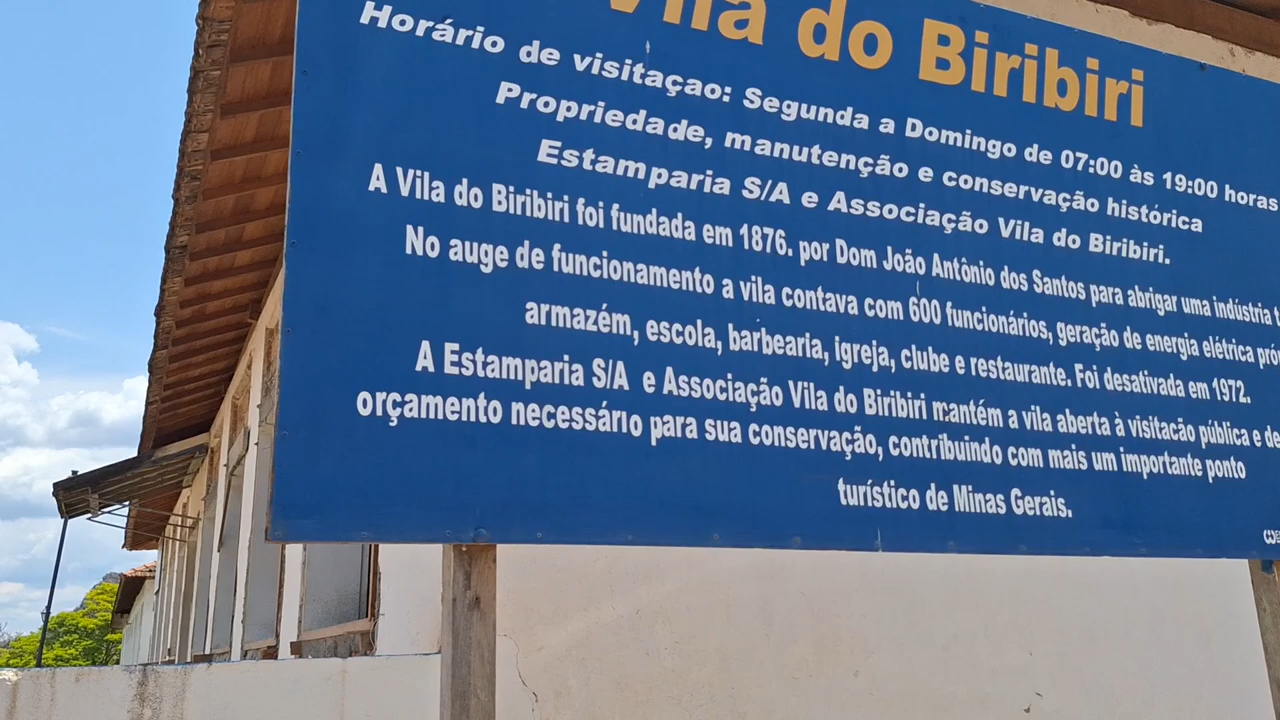 Vila do Biribiri
Horário de visitaçao: Segunda a Domingo de 07:00 às 19:00 horas
Propriedade, manutenção e conservação histórica
Estamparia S/A e Associação Vila do Biribiri.
A Vila do Biribiri foi fundada em 1876. por Dom João Antônio dos Santos para abrigar uma indústria
No auge de funcionamento a vila contava com 600 funcionários, geração de energia elétrica
armazém, escola, barbearia, igreja, clube e restaurante. Foi desativada em 1972.
A Estamparia S/A e Associação Vila do Biribiri mantém a vila aberta à visitacão pública e
orçamento necessário para sua conservação, contribuindo com mais um importante ponto
turístico de Minas Gerais.